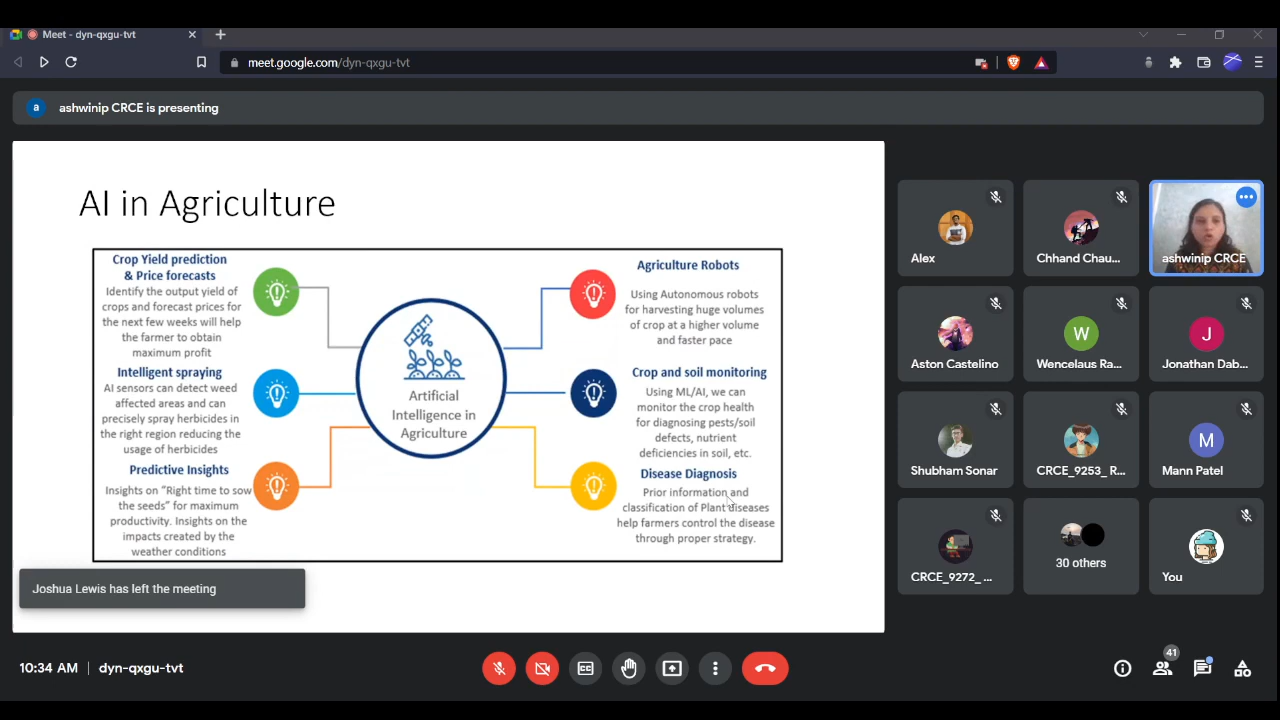 Meet - dyn-qxgu-tvt
meet.google.com/dyn-qxgu-tvt
a
ashwinip CRCE is presenting
AI in Agriculture
Crop Yield prediction
& Price forecasts
Identify the output yield of
crops and forecast prices for
the next few weeks will help
the farmer to obtain
maximum profit
Intelligent spraying
AI sensors can detect weed
affected areas and can
precisely spray herbicides in
the right region reducing the
usage of herbicides
Predictive Insights
Insights on “Right time to sow
the seeds” for maximum
productivity. Insights on the
impacts created by the
weather conditions
Artificial
Intelligence in
Agriculture
Agriculture Robots
Using Autonomous robots
for harvesting huge volumes
of crop at a higher volume
and faster pace
Crop and soil monitoring
Using ML/AI, we can
monitor the crop health
for diagnosing pests/soil
defects, nutrient
deficiencies in soil, etc.
Disease Diagnosis
Prior information and
classification of Plant diseases
help farmers control the disease
through proper strategy.
Joshua Lewis has left the meeting
Alex
Chhand Chau...
ashwinip CRCE
Aston Castelino
W
Wencelaus Ra...
J
Jonathan Dab...
Shubham Sonar
CRCE_9253_ R...
M
Mann Patel
CRCE_9272_ ...
30 others
You
10:34 AM | dyn-qxgu-tvt
CC
41